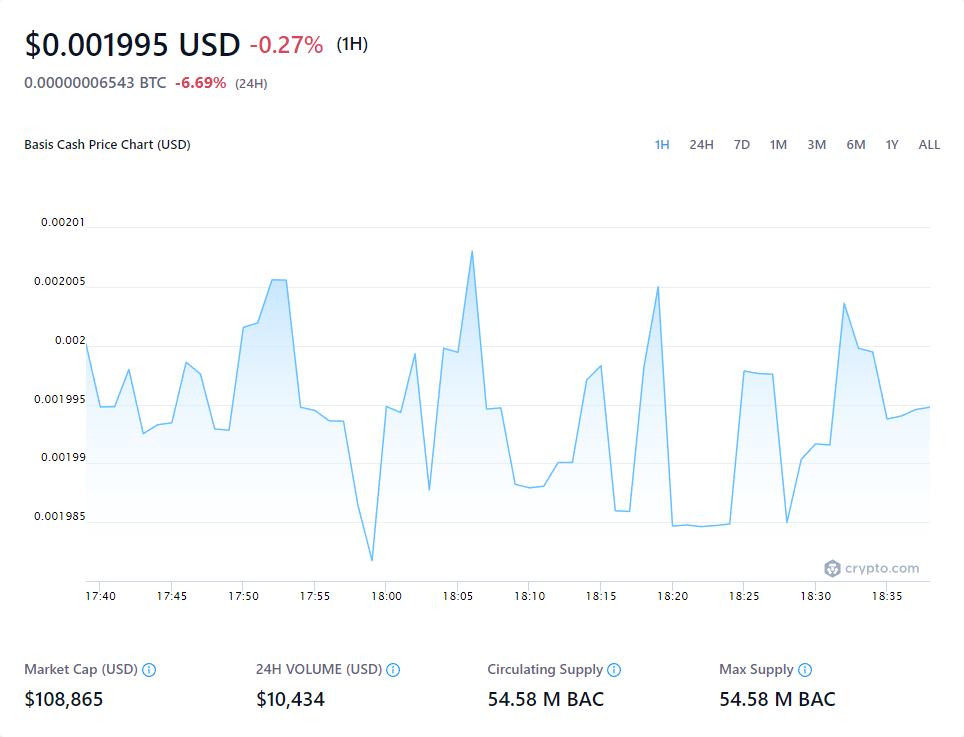 $0.001995 USD -0.27% (1H)
0.00000006543 BTC -6.69% (24H)
Basis Cash Price Chart (USD)
1H 24H 7D 1M 3M 6M 1Y ALL
0.00201
0.002005
0.002
0.001995
0.00199
0.001985
crypto.com
17:40 17:45 17:50 17:55 18:00 18:05 18:10 18:15 18:20 18:25 18:30 18:35
Market Cap (USD) 24H VOLUME (USD) Circulating Supply Max Supply
$108,865 $10,434 54.58 M BAC 54.58 M BAC